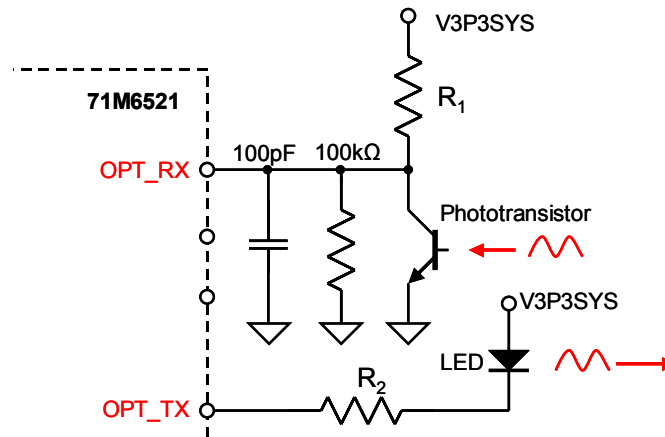 V3P3SYS
71M6521
R1
100pF
100kΩ
OPT_RX
Phototransistor
V3P3SYS
LED
R2
OPT_TX